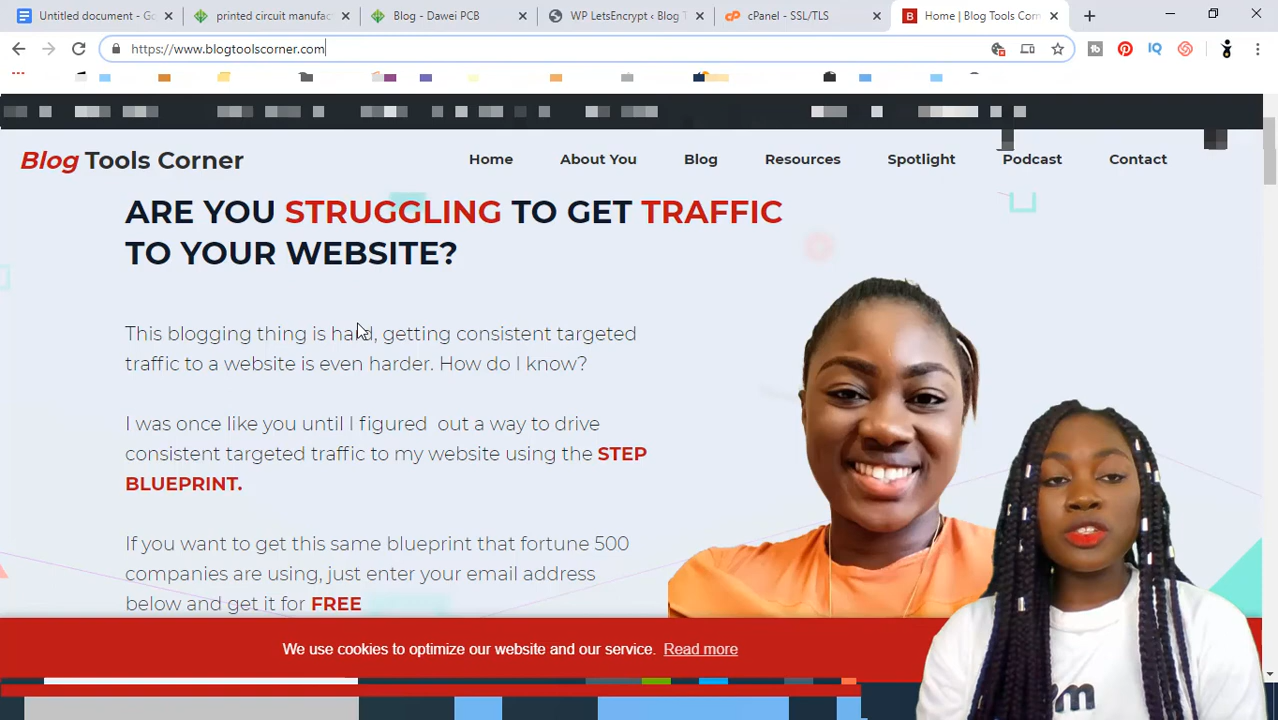 Untitled document - Go
printed circuit manufac
Blog - Dawei PCB
WP LetsEncrypt ‹ Blog T
cPanel - SSL/TLS
Home | Blog Tools Corn
https://www.blogtoolscorner.com
Blog Tools Corner
Home
About You
Blog
Resources
Spotlight
Podcast
Contact
ARE YOU STRUGGLING TO GET TRAFFIC
TO YOUR WEBSITE?
This blogging thing is hard, getting consistent targeted
traffic to a website is even harder. How do I know?
I was once like you until I figured out a way to drive
consistent targeted traffic to my website using the STEP
BLUEPRINT.
If you want to get this same blueprint that fortune 500
companies are using, just enter your email address
below and get it for FREE
We use cookies to optimize our website and our service. Read more